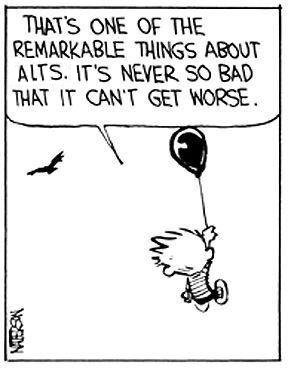 THAT'S ONE OF THE
REMARKABLE THINGS ABOUT
ALTS. IT'S NEVER SO BAD
THAT IT CAN'T GET WORSE.
WATERSON